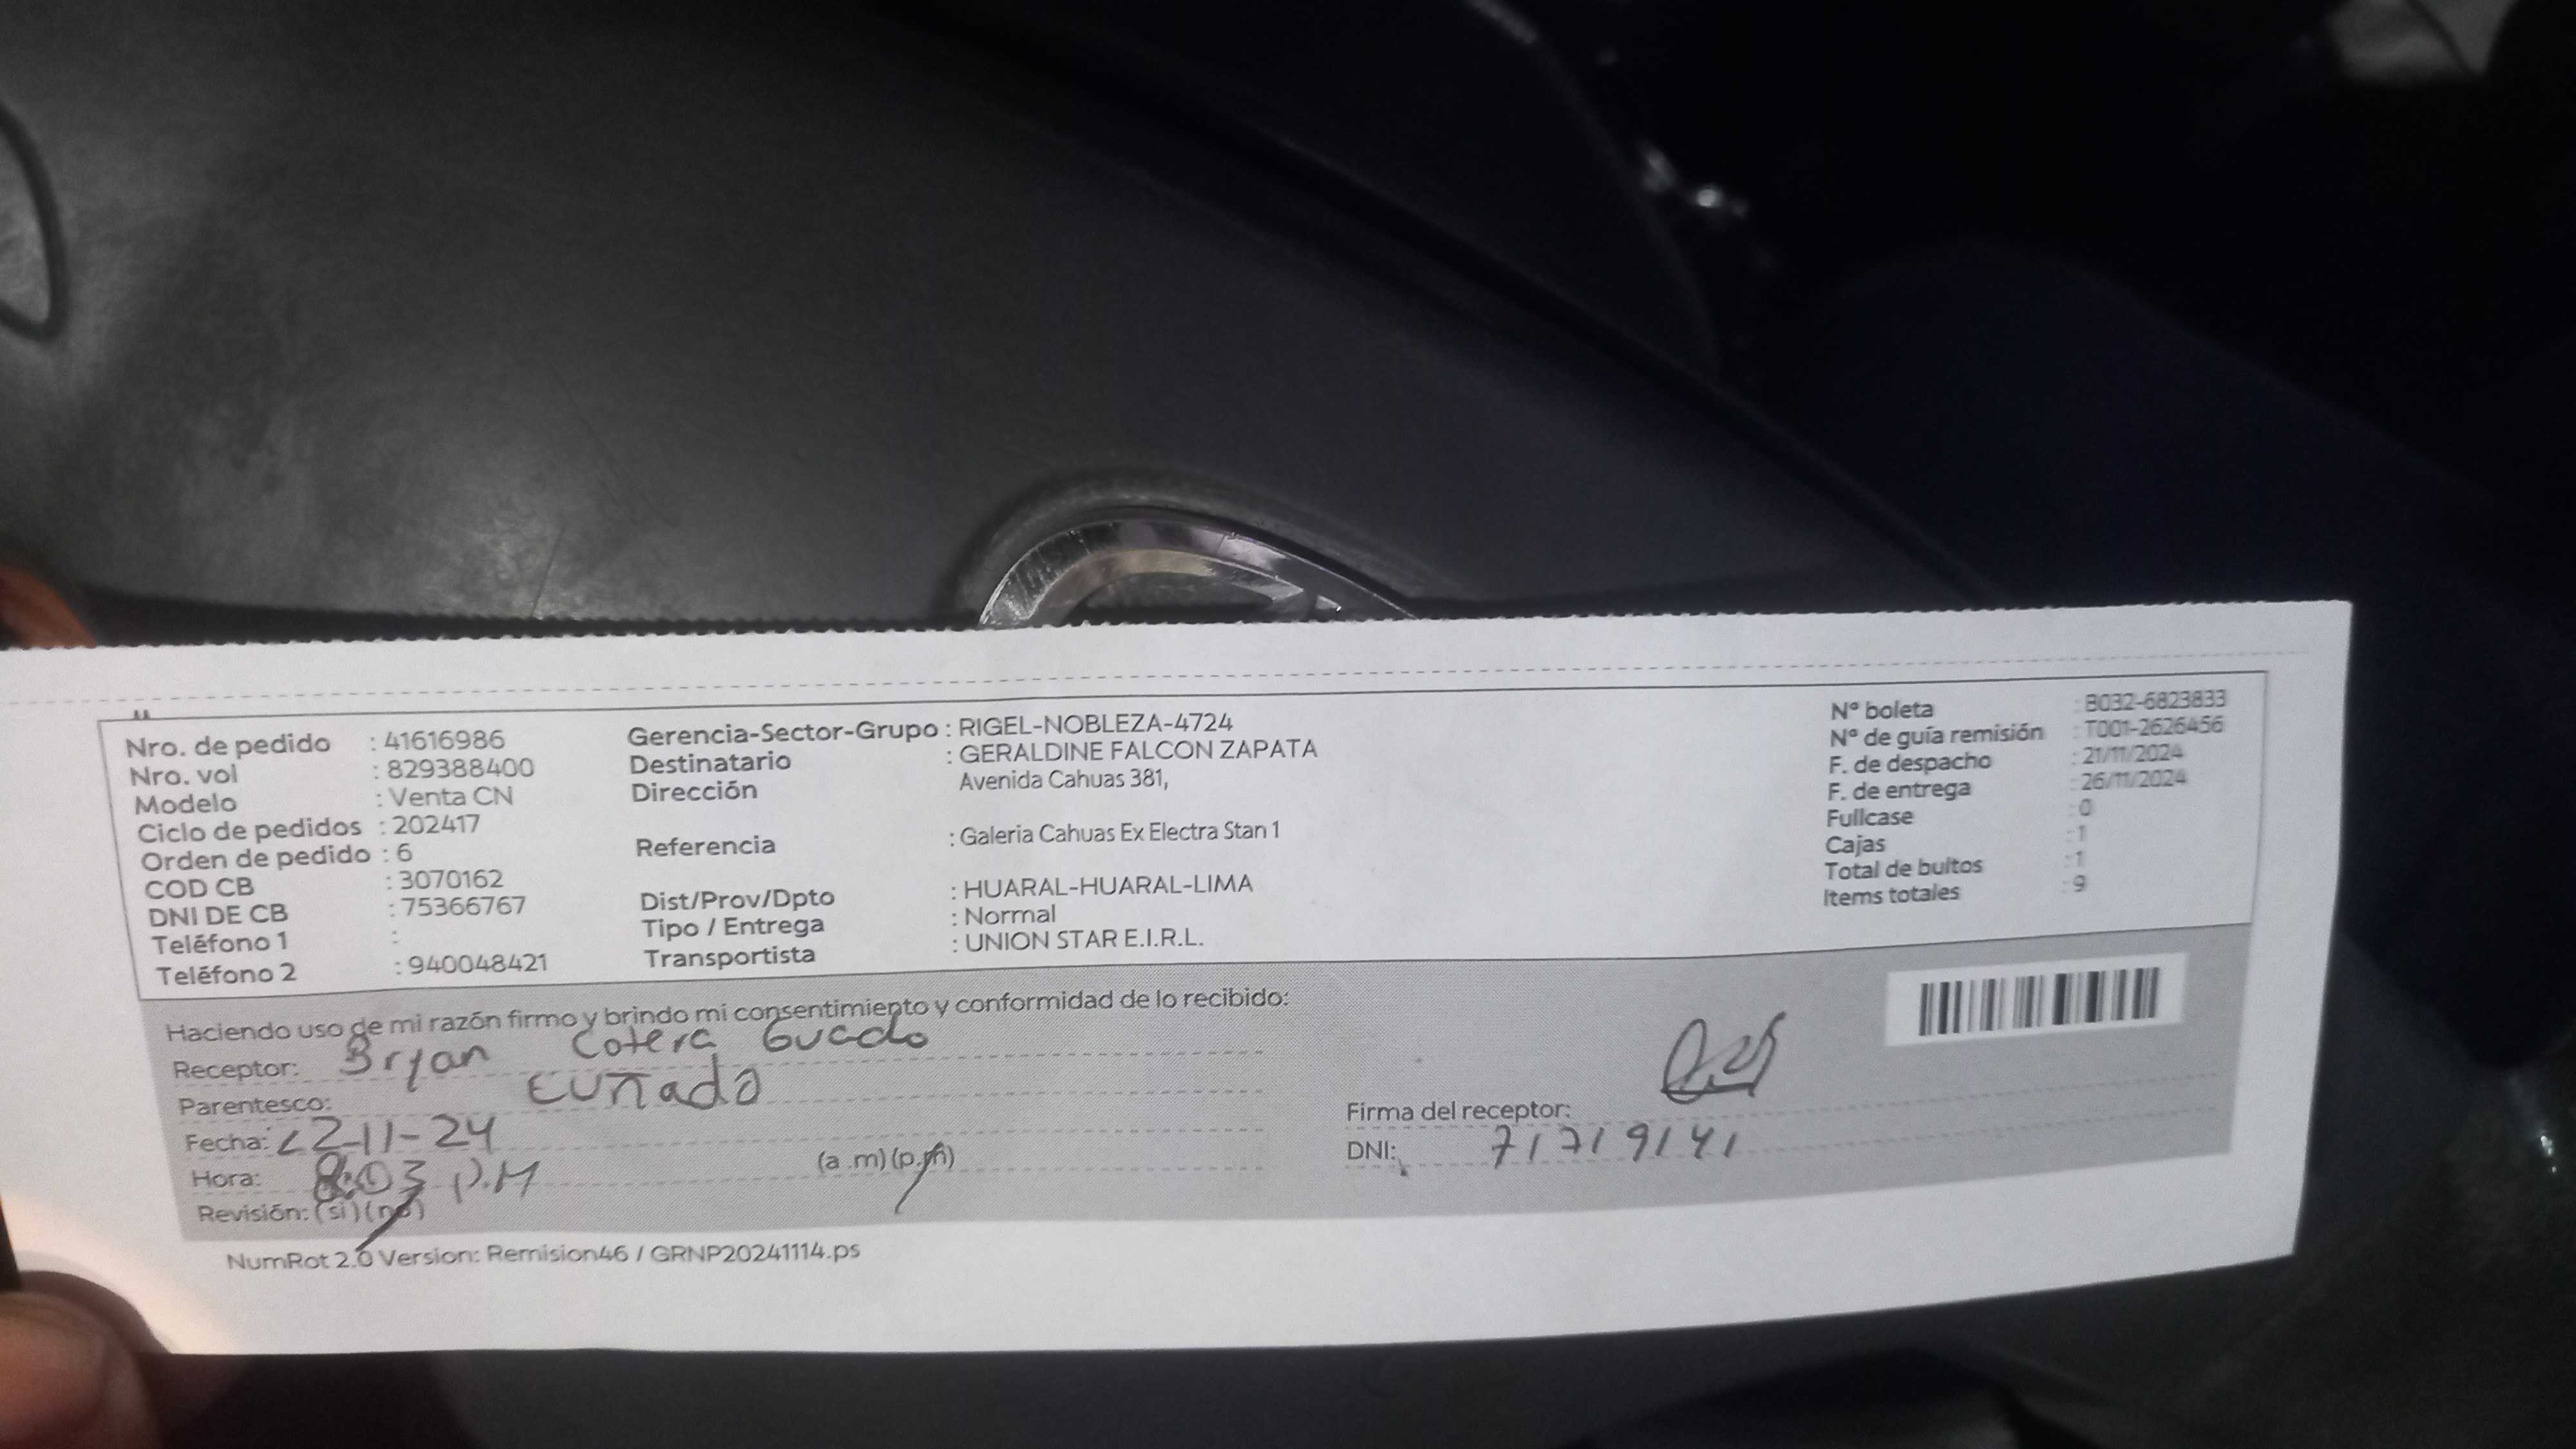 Nro. de pedido : 41616986
Nro. vol : 829388400
Modelo : Venta CN
Ciclo de pedidos : 202417
Orden de pedido : 6
COD CB : 3070162
DNI DE CB : 75366767
Teléfono 1 :
Teléfono 2 : 940048421
Gerencia-Sector-Grupo : RIGEL-NOBLEZA-4724
Destinatario : GERALDINE FALCON ZAPATA
Dirección Avenida Cahuas 381,
Referencia : Galeria Cahuas Ex Electra Stan 1
Dist/Prov/Dpto : HUARAL-HUARAL-LIMA
Tipo / Entrega : Normal
Transportista : UNION STAR E.I.R.L.
Nº boleta : B032-6823833
Nº de guía remisión : T001-2626456
F. de despacho : 21/11/2024
F. de entrega : 26/11/2024
Fullcase : 0
Cajas : 1
Total de bultos : 1
Items totales : 9
Haciendo uso de mi razón firmo y brindo mi consentimiento y conformidad de lo recibido:
Receptor: Bryan Cotera
Parentesco: cuñado
Fecha: 22-11-24
Hora: 8:03 P.M (a .m) (p.m)
Revisión: (si) (no)
Firma del receptor:
DNI: 71719141
NumRot 2.0 Version: Remision46 / GRNP20241114.ps